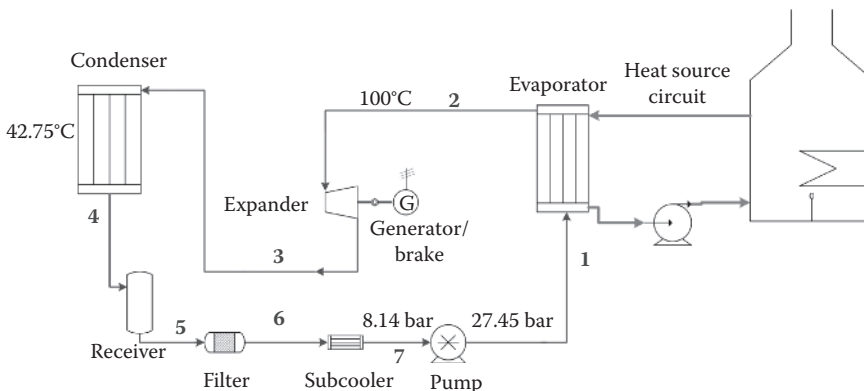 Condenser
42.75°C
100°C
2
Evaporator
Heat source
circuit
Expander
G
Generator/
brake
4
3
1
Receiver
5
6
8.14 bar
27.45 bar
7
Filter
Subcooler
Pump